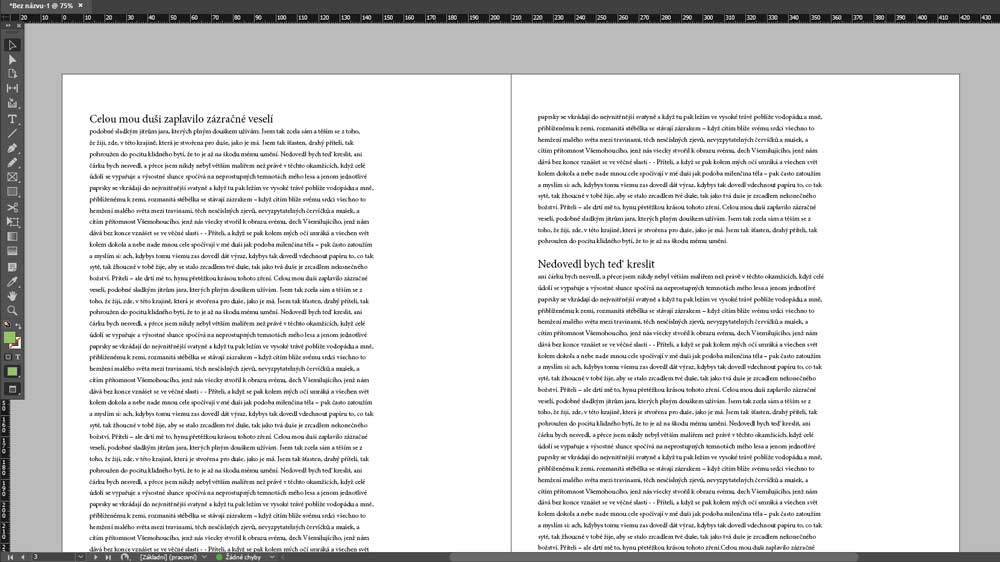 *Bez názvu-1 @ 75%
Celou mou duši zaplavilo zázračné veselí
podobné sladkým jitrům jara, kterých plným douškem užívám. Jsem tak zcela sám a těším se z toho,
že žiji, zde, v této krajině, která je stvořena pro duše, jako je má. Jsem tak šťasten, drahý příteli, tak
pohroužen do pocitu klidného bytí, že to je až na škodu mému umění. Nedovedl bych teď kreslit, ani
čárku bych nesvedl, a přece jsem nikdy nebyl větším malířem než právě v těchto okamžicích, když celé
údolí se vypařuje a výsostné slunce spočívá na neprostupných temnotách mého lesa a jenom jednotlivé
paprsky se vkrádají do nejvnitřnější svatyně a když tu pak ležím ve vysoké trávě poblíže vodopádu a mně,
přiblíženému k zemi, rozmanitá stébélka se stávají zázrakem – když cítím blíže svému srdci všechno to
hemžení malého světa mezi travinami, těch nesčíslných zjevů, nevyzpytatelných červíčků a mušek, a
cítím přítomnost Všemohoucího, jenž nás všecky stvořil k obrazu svému, dech Všemilujícího, jenž nám
dává bez konce vznášet se ve věčné slasti - - Příteli, a když se pak kolem mých očí smráká a všechen svět
kolem dokola a nebe nade mnou cele spočívají v mé duši jak podoba milenčina těla – pak často zatoužím
a myslím si: ach, kdybys tomu všemu zas dovedl dát výraz, kdybys tak dovedl vdechnout papíru to, co tak
sytě, tak žhoucně v tobě žije, aby se stalo zrcadlem tvé duše, tak jako tvá duše je zrcadlem nekonečného
božství. Příteli – ale drtí mě to, hynu přetěžkou krásou tohoto zření. Celou mou duši zaplavilo zázračné
veselí, podobné sladkým jitrům jara, kterých plným douškem užívám. Jsem tak zcela sám a těším se z
toho, že žiji, zde, v této krajině, která je stvořena pro duše, jako je má. Jsem tak šťasten, drahý příteli, tak
pohroužen do pocitu klidného bytí, že to je až na škodu mému umění. Nedovedl bych teď kreslit, ani
čárku bych nesvedl, a přece jsem nikdy nebyl větším malířem než právě v těchto okamžicích, když celé
údolí se vypařuje a výsostné slunce spočívá na neprostupných temnotách mého lesa a jenom jednotlivé
paprsky se vkrádají do nejvnitřnější svatyně a když tu pak ležím ve vysoké trávě poblíže vodopádu a mně,
přiblíženému k zemi, rozmanitá stébélka se stávají zázrakem – když cítím blíže svému srdci všechno to
hemžení malého světa mezi travinami, těch nesčíslných zjevů, nevyzpytatelných červíčků a mušek, a
cítím přítomnost Všemohoucího, jenž nás všecky stvořil k obrazu svému, dech Všemilujícího, jenž nám
dává bez konce vznášet se ve věčné slasti - - Příteli, a když se pak kolem mých očí smráká a všechen svět
kolem dokola a nebe nade mnou cele spočívají v mé duši jak podoba milenčina těla – pak často zatoužím
a myslím si: ach, kdybys tomu všemu zas dovedl dát výraz, kdybys tak dovedl vdechnout papíru to, co tak
sytě, tak žhoucně v tobě žije, aby se stalo zrcadlem tvé duše, tak jako tvá duše je zrcadlem nekonečného
božství. Příteli – ale drtí mě to, hynu přetěžkou krásou tohoto zření. Celou mou duši zaplavilo zázračné
veselí, podobné sladkým jitrům jara, kterých plným douškem užívám. Jsem tak zcela sám a těším se z
toho, že žiji, zde, v této krajině, která je stvořena pro duše, jako je má. Jsem tak šťasten, drahý příteli, tak
pohroužen do pocitu klidného bytí, že to je až na škodu mému umění. Nedovedl bych teď kreslit, ani
čárku bych nesvedl, a přece jsem nikdy nebyl větším malířem než právě v těchto okamžicích, když celé
údolí se vypařuje a výsostné slunce spočívá na neprostupných temnotách mého lesa a jenom jednotlivé
paprsky se vkrádají do nejvnitřnější svatyně a když tu pak ležím ve vysoké trávě poblíže vodopádu a mně,
přiblíženému k zemi, rozmanitá stébélka se stávají zázrakem – když cítím blíže svému srdci všechno to
hemžení malého světa mezi travinami, těch nesčíslných zjevů, nevyzpytatelných červíčků a mušek, a
cítím přítomnost Všemohoucího, jenž nás všecky stvořil k obrazu svému, dech Všemilujícího, jenž nám
dává bez konce vznášet se ve věčné slasti - - Příteli, a když se pak kolem mých očí smráká a všechen svět
paprsky se vkrádají do nejvnitřnější svatyně a když tu pak ležím ve vysoké trávě poblíže vodopádu a mně,
přiblíženému k zemi, rozmanitá stébélka se stávají zázrakem – když cítím blíže svému srdci všechno to
hemžení malého světa mezi travinami, těch nesčíslných zjevů, nevyzpytatelných červíčků a mušek, a
cítím přítomnost Všemohoucího, jenž nás všecky stvořil k obrazu svému, dech Všemilujícího, jenž nám
dává bez konce vznášet se ve věčné slasti - - Příteli, a když se pak kolem mých očí smráká a všechen svět
kolem dokola a nebe nade mnou cele spočívají v mé duši jak podoba milenčina těla – pak často zatoužím
a myslím si: ach, kdybys tomu všemu zas dovedl dát výraz, kdybys tak dovedl vdechnout papíru to, co tak
sytě, tak žhoucně v tobě žije, aby se stalo zrcadlem tvé duše, tak jako tvá duše je zrcadlem nekonečného
božství. Příteli – ale drtí mě to, hynu přetěžkou krásou tohoto zření. Celou mou duši zaplavilo zázračné
veselí, podobné sladkým jitrům jara, kterých plným douškem užívám. Jsem tak zcela sám a těším se z
toho, že žiji, zde, v této krajině, která je stvořena pro duše, jako je má. Jsem tak šťasten, drahý příteli, tak
pohroužen do pocitu klidného bytí, že to je až na škodu mému umění.
Nedovedl bych teď kreslit
ani čárku bych nesvedl, a přece jsem nikdy nebyl větším malířem než právě v těchto okamžicích, když celé
údolí se vypařuje a výsostné slunce spočívá na neprostupných temnotách mého lesa a jenom jednotlivé
paprsky se vkrádají do nejvnitřnější svatyně a když tu pak ležím ve vysoké trávě poblíže vodopádu a mně,
přiblíženému k zemi, rozmanitá stébélka se stávají zázrakem – když cítím blíže svému srdci všechno to
hemžení malého světa mezi travinami, těch nesčíslných zjevů, nevyzpytatelných červíčků a mušek, a
cítím přítomnost Všemohoucího, jenž nás všecky stvořil k obrazu svému, dech Všemilujícího, jenž nám
dává bez konce vznášet se ve věčné slasti - - Příteli, a když se pak kolem mých očí smráká a všechen svět
kolem dokola a nebe nade mnou cele spočívají v mé duši jak podoba milenčina těla – pak často zatoužím
a myslím si: ach, kdybys tomu všemu zas dovedl dát výraz, kdybys tak dovedl vdechnout papíru to, co tak
sytě, tak žhoucně v tobě žije, aby se stalo zrcadlem tvé duše, tak jako tvá duše je zrcadlem nekonečného
božství. Příteli – ale drtí mě to, hynu přetěžkou krásou tohoto zření. Celou mou duši zaplavilo zázračné
veselí, podobné sladkým jitrům jara, kterých plným douškem užívám. Jsem tak zcela sám a těším se z
toho, že žiji, zde, v této krajině, která je stvořena pro duše, jako je má. Jsem tak šťasten, drahý příteli, tak
pohroužen do pocitu klidného bytí, že to je až na škodu mému umění. Nedovedl bych teď kreslit, ani
čárku bych nesvedl, a přece jsem nikdy nebyl větším malířem než právě v těchto okamžicích, když celé
údolí se vypařuje a výsostné slunce spočívá na neprostupných temnotách mého lesa a jenom jednotlivé
paprsky se vkrádají do nejvnitřnější svatyně a když tu pak ležím ve vysoké trávě poblíže vodopádu a mně,
přiblíženému k zemi, rozmanitá stébélka se stávají zázrakem – když cítím blíže svému srdci všechno to
hemžení malého světa mezi travinami, těch nesčíslných zjevů, nevyzpytatelných červíčků a mušek, a
cítím přítomnost Všemohoucího, jenž nás všecky stvořil k obrazu svému, dech Všemilujícího, jenž nám
dává bez konce vznášet se ve věčné slasti - - Příteli, a když se pak kolem mých očí smráká a všechen svět
kolem dokola a nebe nade mnou cele spočívají v mé duši jak podoba milenčina těla – pak často zatoužím
a myslím si: ach, kdybys tomu všemu zas dovedl dát výraz, kdybys tak dovedl vdechnout papíru to, co tak
sytě, tak žhoucně v tobě žije, aby se stalo zrcadlem tvé duše, tak jako tvá duše je zrcadlem nekonečného
božství. Příteli – ale drtí mě to, hynu přetěžkou krásou tohoto zření.Celou mou duši zaplavilo zázračné
3 [Základní] (pracovní) Žádné chyby